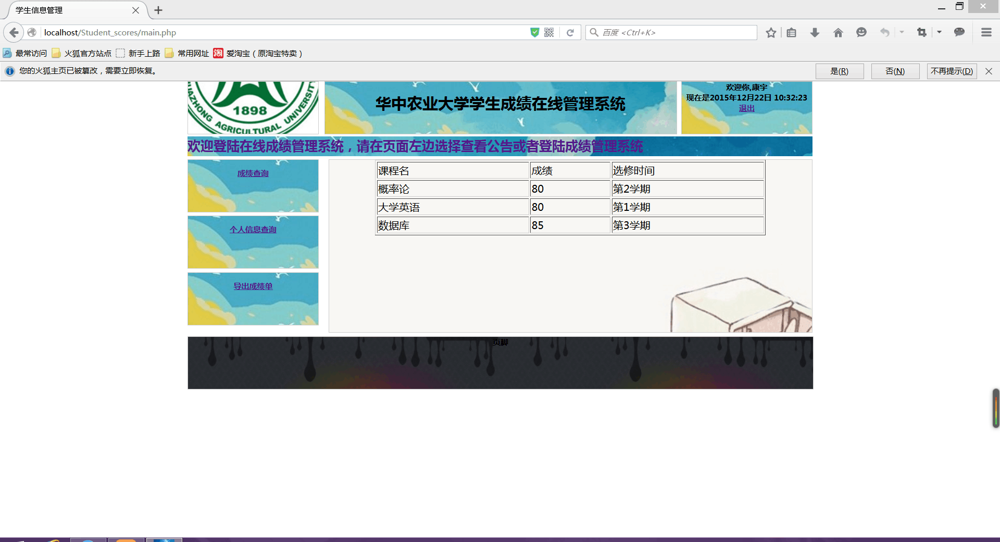 学生信息管理
localhost/Student_scores/main.php
百度 <Ctrl+K>
最常访问 火狐官方站点 新手上路 常用网址 淘 爱淘宝（原淘宝特卖）
您的火狐主页已被篡改，需要立即恢复。 是(R) 否(N) 不再提示(D)
1898
HUAZHONG AGRICULTURAL UNIVERSITY
华中农业大学学生成绩在线管理系统
欢迎你,康宇
现在是2015年12月22日 10:32:23
退出
欢迎登陆在线成绩管理系统，请在页面左边选择查看公告或者登陆成绩管理系统
成绩查询
个人信息查询
导出成绩单
课程名 成绩 选修时间
概率论 80 第2学期
大学英语 80 第1学期
数据库 85 第3学期
页脚